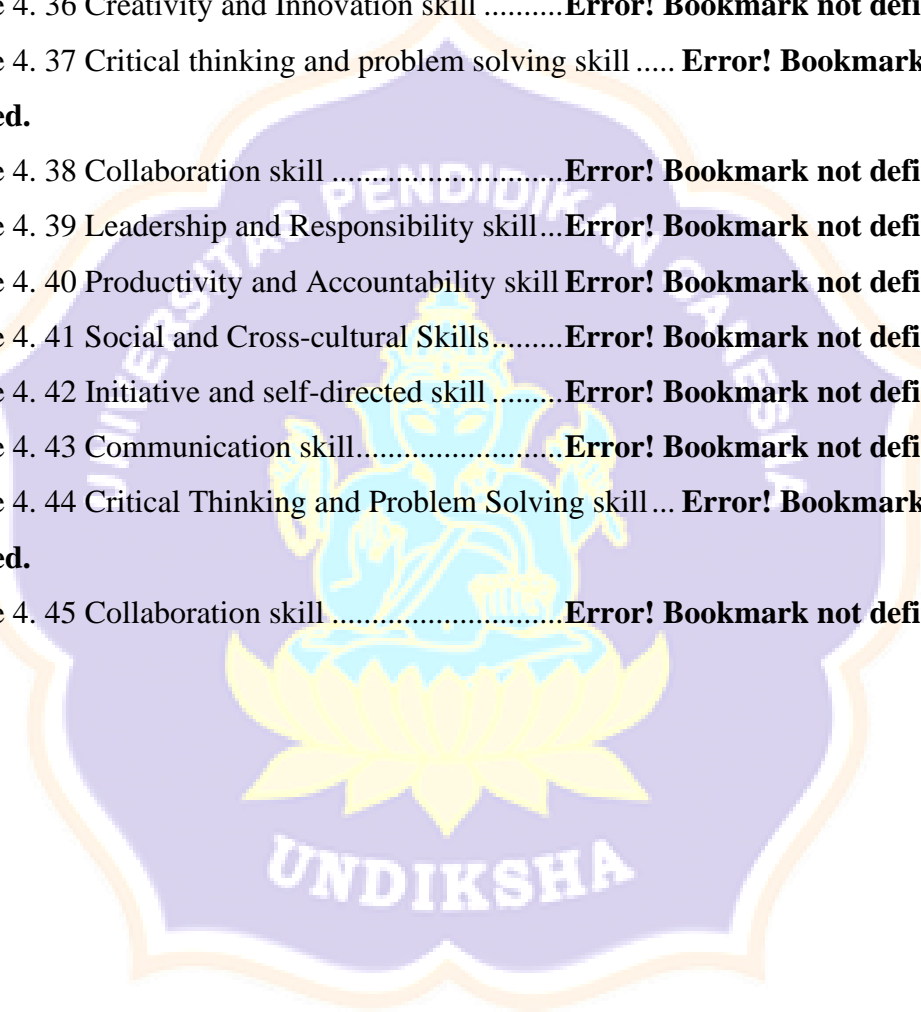 e 4. 36 Creativity and Innovation skill ..........Error! Bookmark not defi
e 4. 37 Critical thinking and problem solving skill ..... Error! Bookmark
ed.
e 4. 38 Collaboration skill .............................Error! Bookmark not defi
e 4. 39 Leadership and Responsibility skill...Error! Bookmark not defi
e 4. 40 Productivity and Accountability skill Error! Bookmark not defi
e 4. 41 Social and Cross-cultural Skills.........Error! Bookmark not defi
e 4. 42 Initiative and self-directed skill .........Error! Bookmark not defi
e 4. 43 Communication skill..........................Error! Bookmark not defi
e 4. 44 Critical Thinking and Problem Solving skill... Error! Bookmark
ed.
e 4. 45 Collaboration skill .............................Error! Bookmark not defi
UNIVERSITAS PENDIDIKAN GANESHA
UNDIKSHA